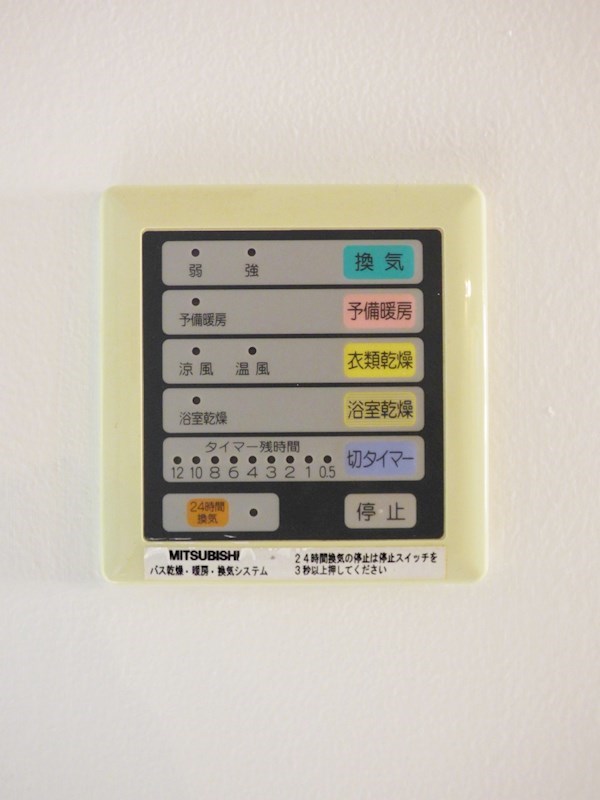 弱 強 換気
予備暖房 予備暖房
涼風 温風 衣類乾燥
浴室乾燥 浴室乾燥
タイマー残時間
12 10 8 6 4 3 2 1 0.5 切タイマー
24時間
換気
停止
MITSUBISHI
バス乾燥・暖房・換気システム
24時間換気の停止は停止スイッチを
3秒以上押してください